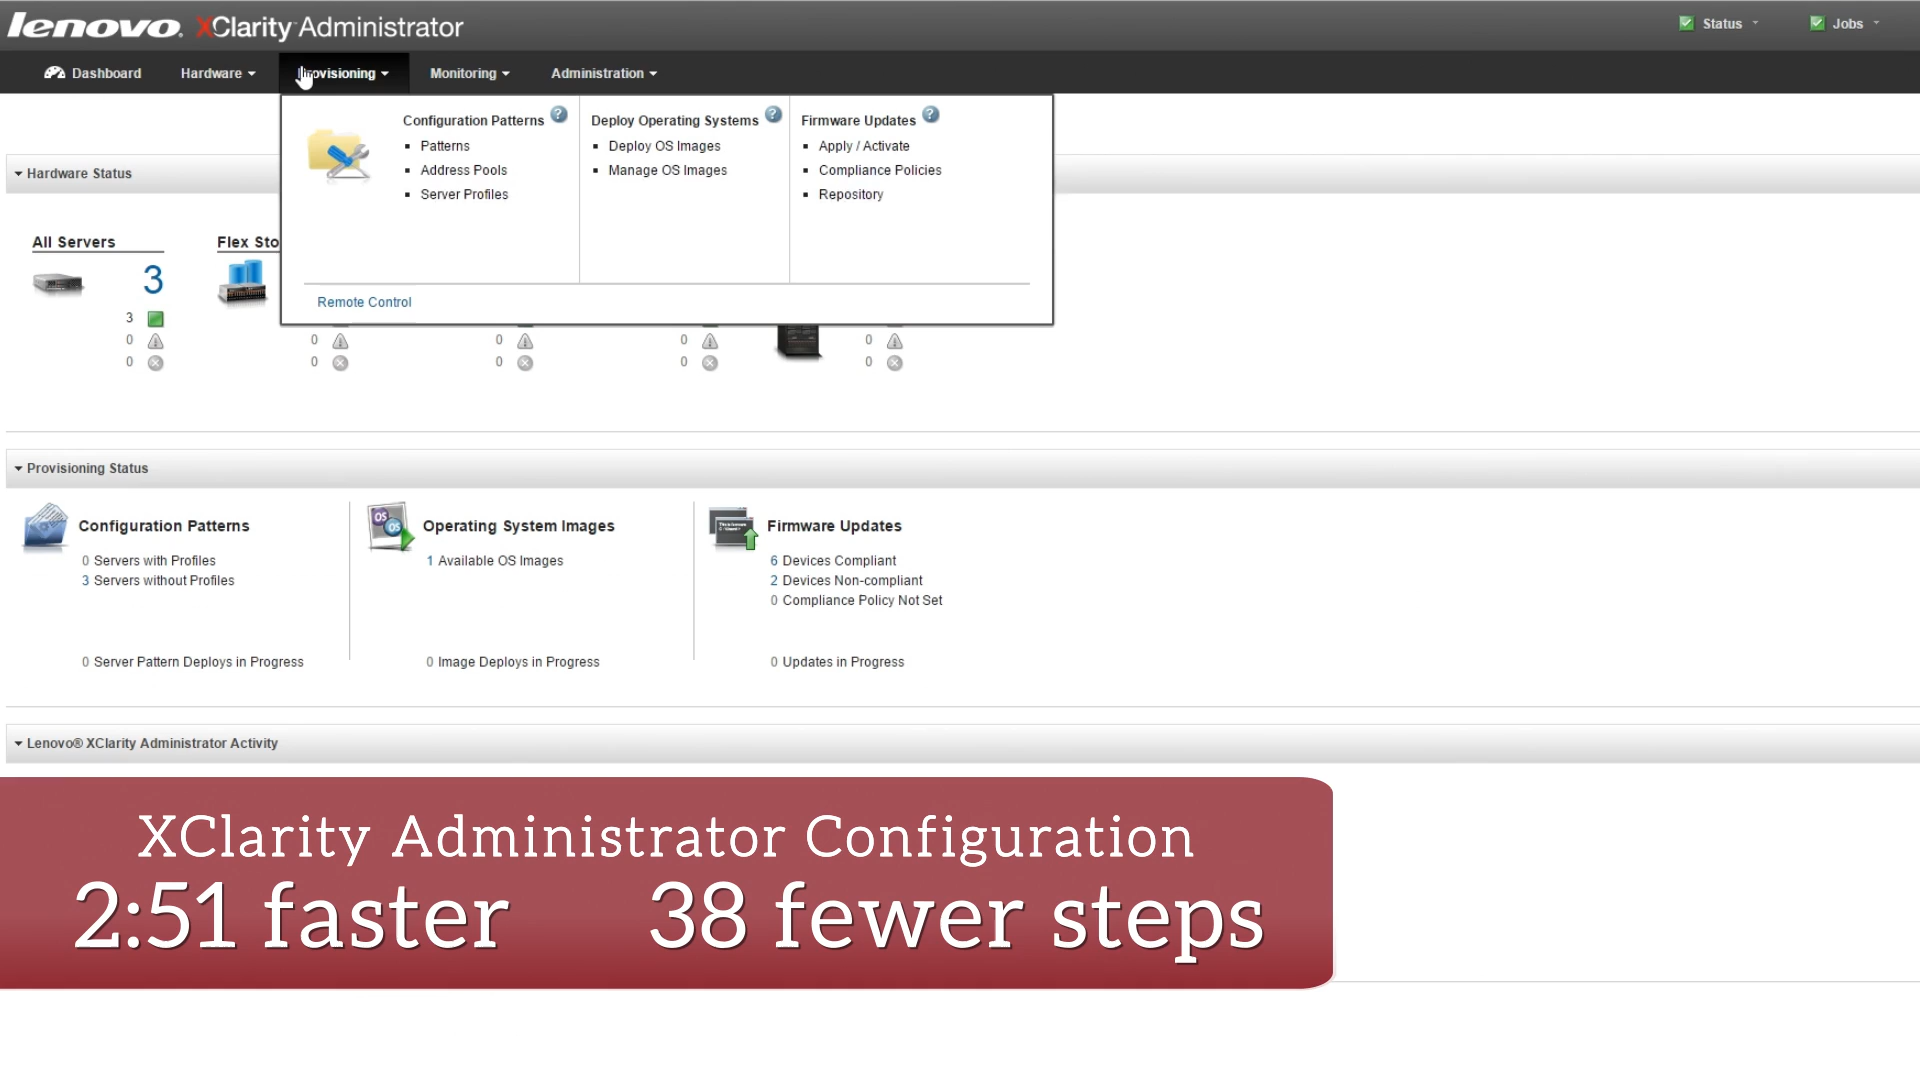 lenovo. XClarity Administrator
Status
Jobs
Dashboard
Hardware
Provisioning
Monitoring
Administration
Configuration Patterns ?
Patterns
Address Pools
Server Profiles
Deploy Operating Systems ?
Deploy OS Images
Manage OS Images
Firmware Updates ?
Apply / Activate
Compliance Policies
Repository
Remote Control
Hardware Status
All Servers
3
3
0
0
Flex Sto
0
0
0
0
0
0
0
0
Provisioning Status
Configuration Patterns
0 Servers with Profiles
3 Servers without Profiles
0 Server Pattern Deploys in Progress
OS
OS
Operating System Images
1 Available OS Images
0 Image Deploys in Progress
Firmware Updates
6 Devices Compliant
2 Devices Non-compliant
0 Compliance Policy Not Set
0 Updates in Progress
Lenovo® XClarity Administrator Activity
XClarity Administrator Configuration
2:51 faster 38 fewer steps